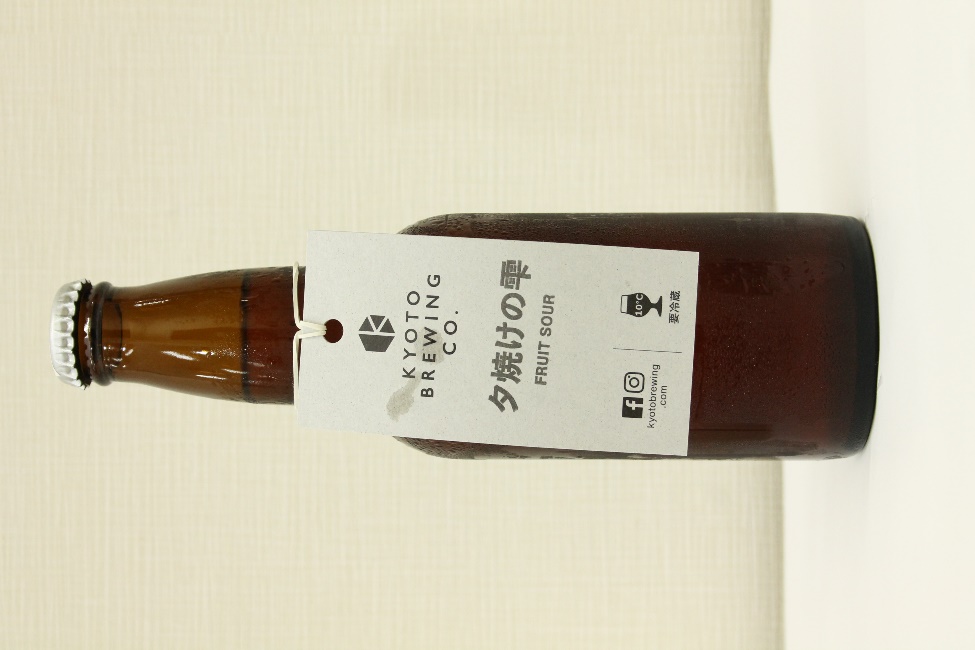 KYOTO
BREWING
CO.
夕焼けの雫
FRUIT SOUR
kyotobrewing
.com
10°C
要冷蔵